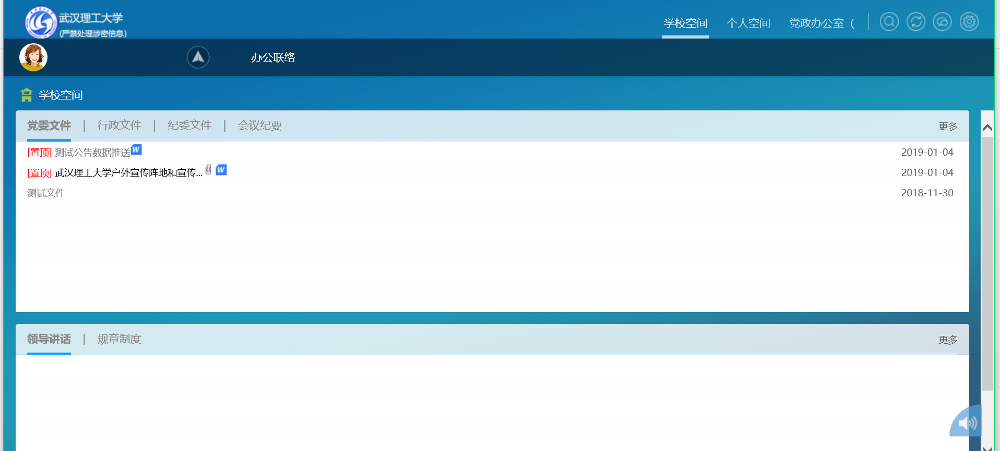 武汉理工大学
(严禁处理涉密信息)
学校空间 个人空间 党政办公室（
办公联络
学校空间
党委文件 | 行政文件 | 纪委文件 | 会议纪要 更多
[置顶] 测试公告数据推送 2019-01-04
[置顶] 武汉理工大学户外宣传阵地和宣传... 2019-01-04
测试文件 2018-11-30
领导讲话 | 规章制度 更多